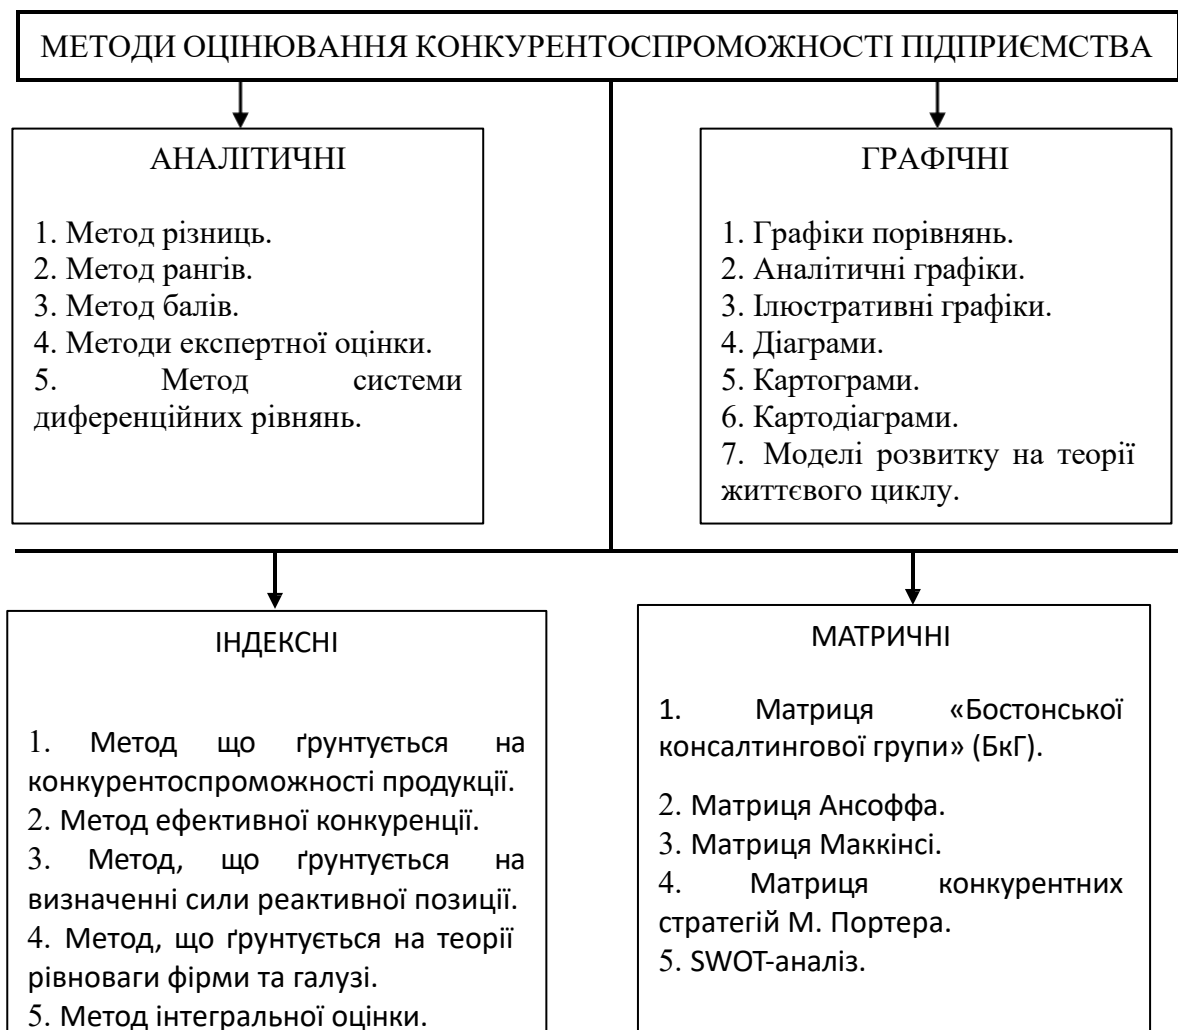 МЕТОДИ ОЦІНЮВАННЯ КОНКУРЕНТОСПРОМОЖНОСТІ ПІДПРИЄМСТВА
АНАЛІТИЧНІ
1. Метод різниць.
2. Метод рангів.
3. Метод балів.
4. Методи експертної оцінки.
5. Метод системи
диференційних рівнянь.
ГРАФІЧНІ
1. Графіки порівнянь.
2. Аналітичні графіки.
3. Ілюстративні графіки.
4. Діаграми.
5. Картограми.
6. Картодіаграми.
7. Моделі розвитку на теорії
життєвого циклу.
ІНДЕКСНІ
1. Метод що ґрунтується на
конкурентоспроможності продукції.
2. Метод ефективної конкуренції.
3. Метод, що ґрунтується на
визначенні сили реактивної позиції.
4. Метод, що ґрунтується на теорії
рівноваги фірми та галузі.
5. Метод інтегральної оцінки.
МАТРИЧНІ
1. Матриця «Бостонської
консалтингової групи» (БкГ).
2. Матриця Ансоффа.
3. Матриця Маккінсі.
4. Матриця конкурентних
стратегій М. Портера.
5. SWOT-аналіз.